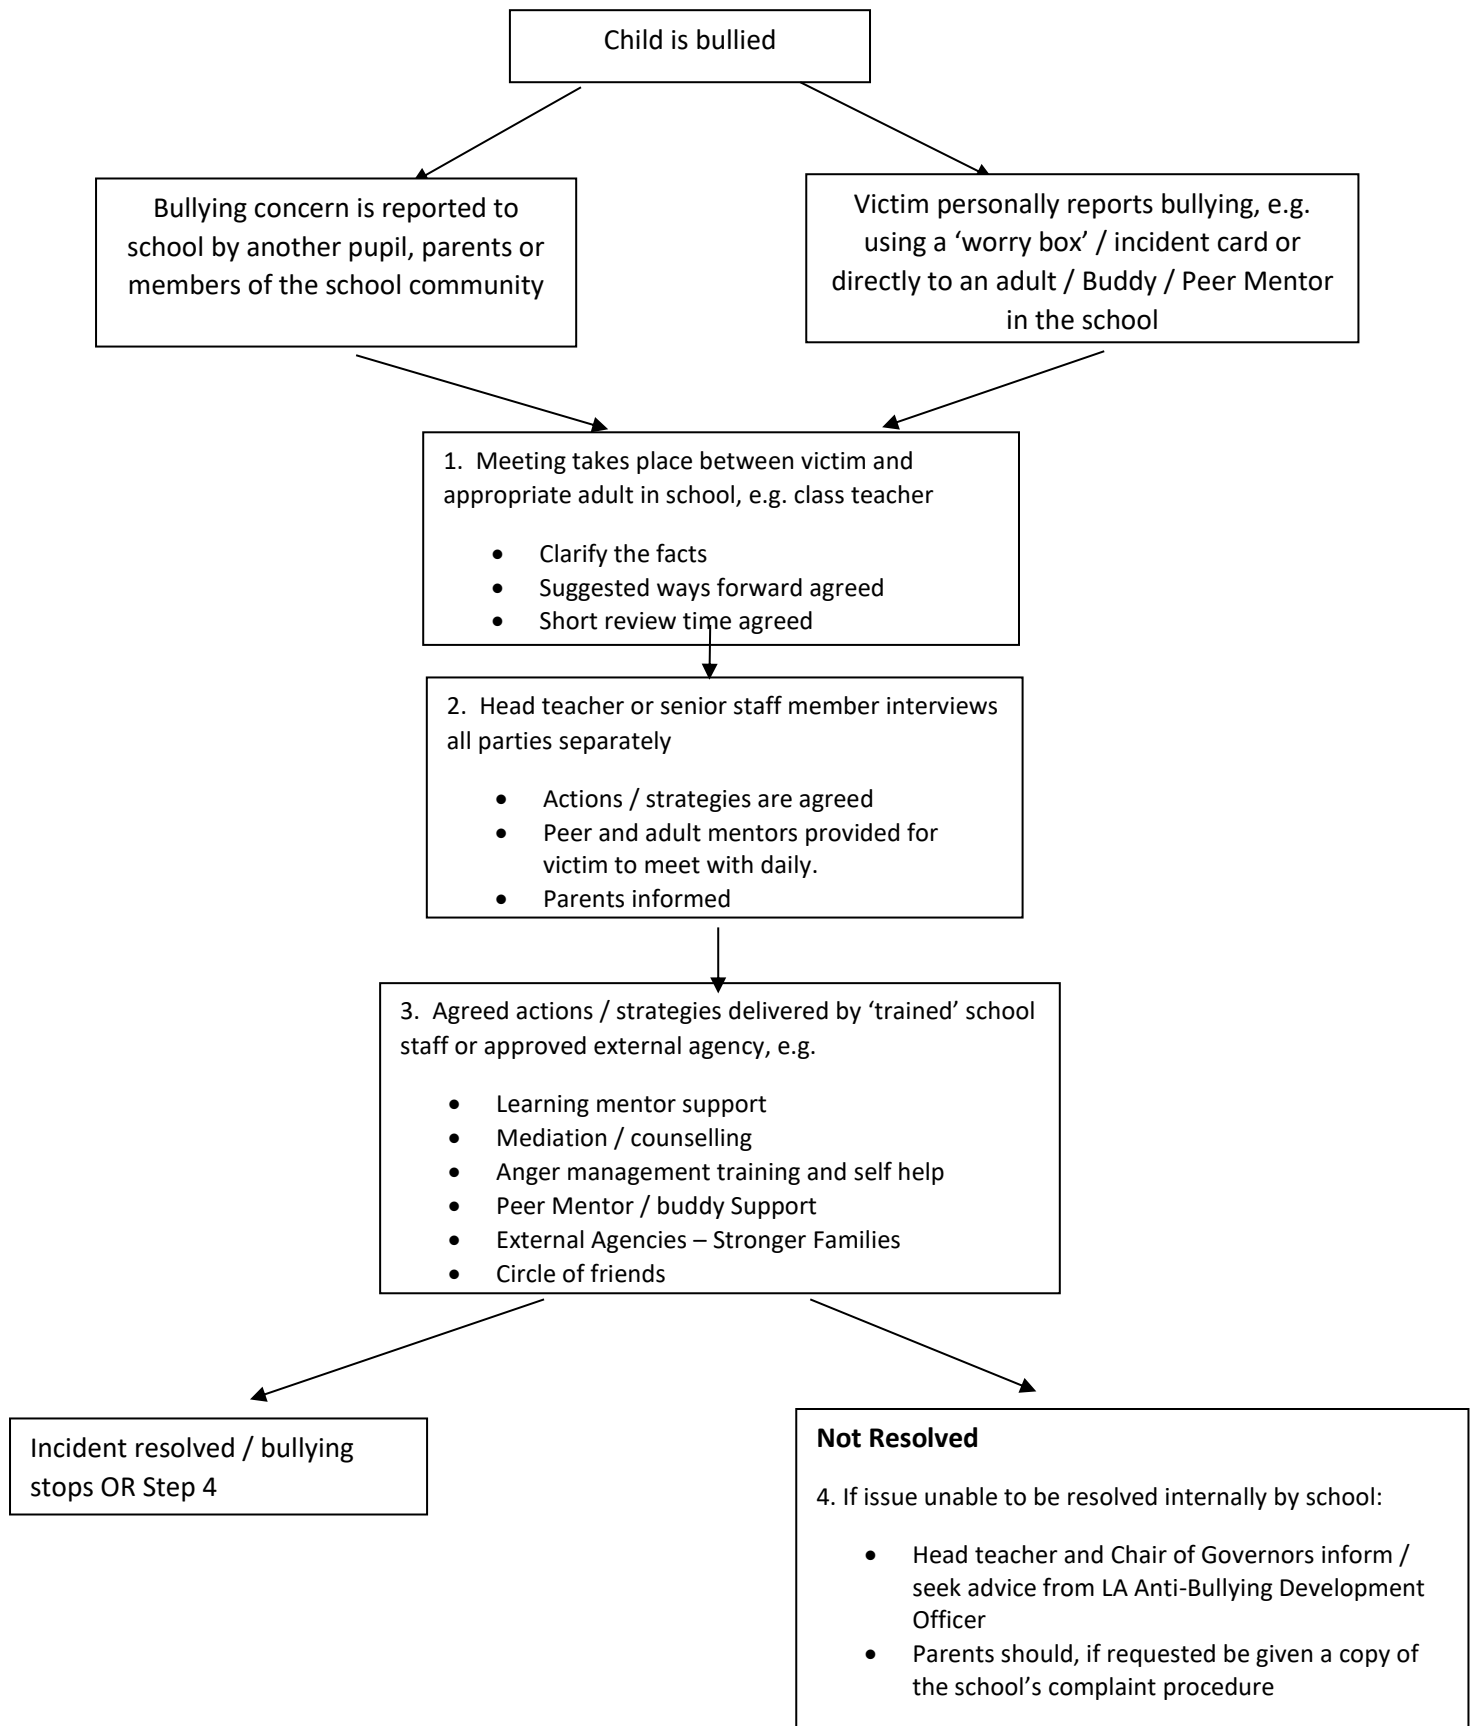 Child is bullied
Bullying concern is reported to
school by another pupil, parents or
members of the school community
Victim personally reports bullying, e.g.
using a ‘worry box’ / incident card or
directly to an adult / Buddy / Peer Mentor
in the school
1. Meeting takes place between victim and
appropriate adult in school, e.g. class teacher
• Clarify the facts
• Suggested ways forward agreed
• Short review time agreed
2. Head teacher or senior staff member interviews
all parties separately
• Actions / strategies are agreed
• Peer and adult mentors provided for
victim to meet with daily.
• Parents informed
3. Agreed actions / strategies delivered by ‘trained’ school
staff or approved external agency, e.g.
• Learning mentor support
• Mediation / counselling
• Anger management training and self help
• Peer Mentor / buddy Support
• External Agencies – Stronger Families
• Circle of friends
Incident resolved / bullying
stops OR Step 4
Not Resolved
4. If issue unable to be resolved internally by school:
• Head teacher and Chair of Governors inform /
seek advice from LA Anti-Bullying Development
Officer
• Parents should, if requested be given a copy of
the school’s complaint procedure